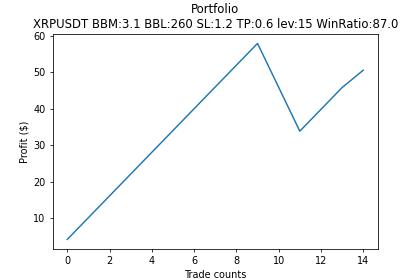 Portfolio
XRPUSDT BBM:3.1 BBL:260 SL:1.2 TP:0.6 lev:15 WinRatio:87.0
60
50
40
30
20
10
Profit ($)
0 2 4 6 8 10 12 14
Trade counts